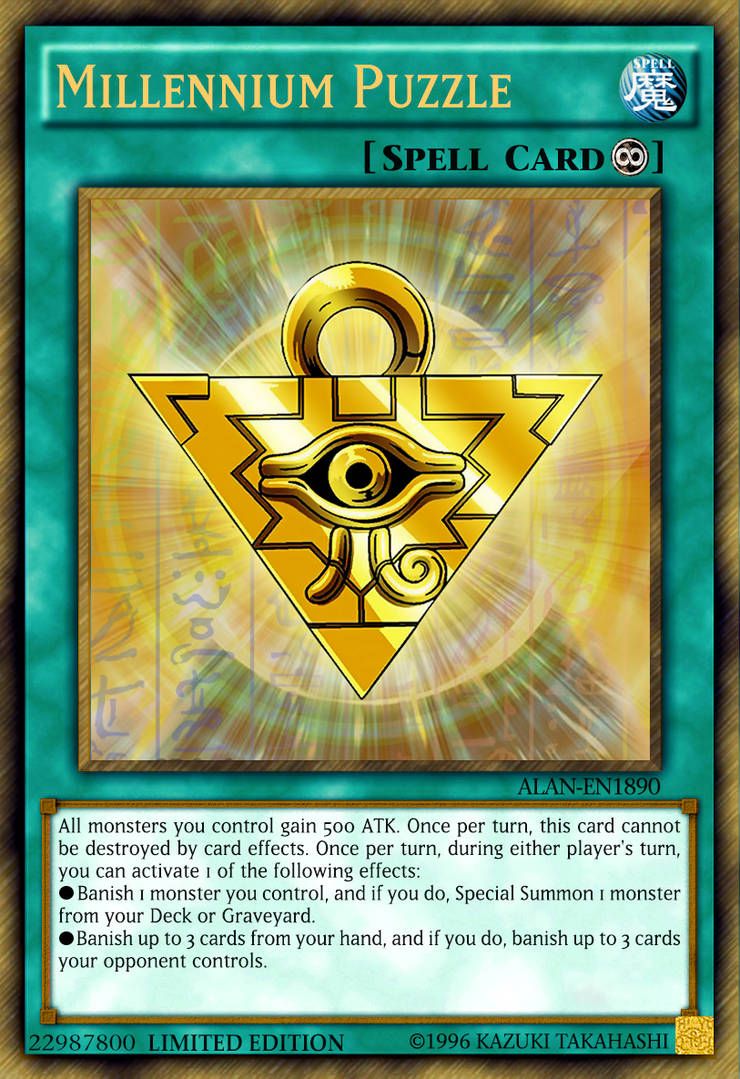 Millennium Puzzle
SPELL
魔
[Spell Card]
ALAN-EN1890
All monsters you control gain 500 ATK. Once per turn, this card cannot
be destroyed by card effects. Once per turn, during either player's turn,
you can activate 1 of the following effects:
●Banish 1 monster you control, and if you do, Special Summon 1 monster
from your Deck or Graveyard.
●Banish up to 3 cards from your hand, and if you do, banish up to 3 cards
your opponent controls.
22987800 LIMITED EDITION ©1996 KAZUKI TAKAHASHI